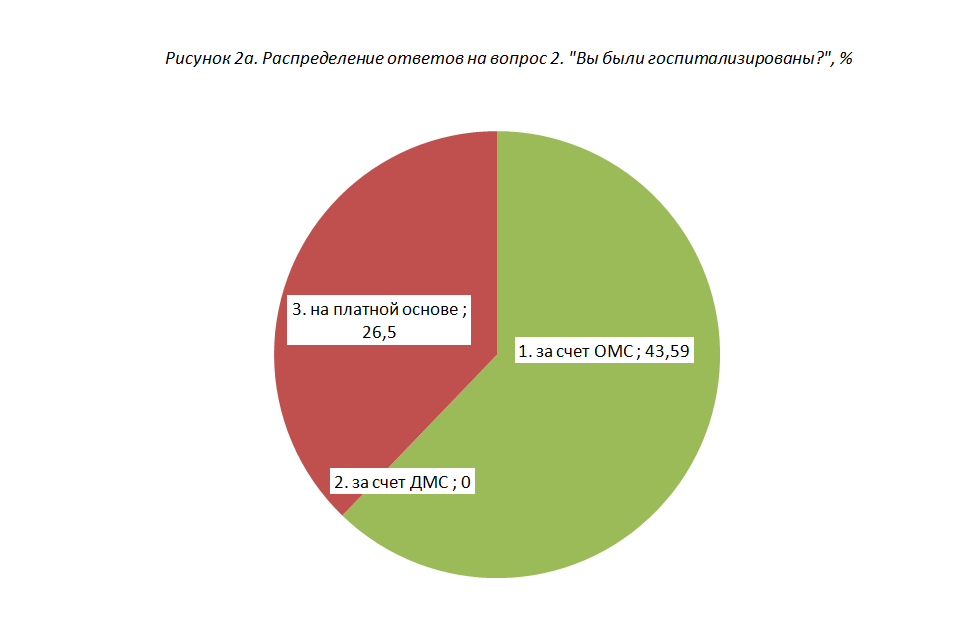 Рисунок 2а. Распределение ответов на вопрос 2. "Вы были госпитализированы?", %
3. на платной основе ;
26,5
1. за счет ОМС ; 43,59
2. за счет ДМС ; 0